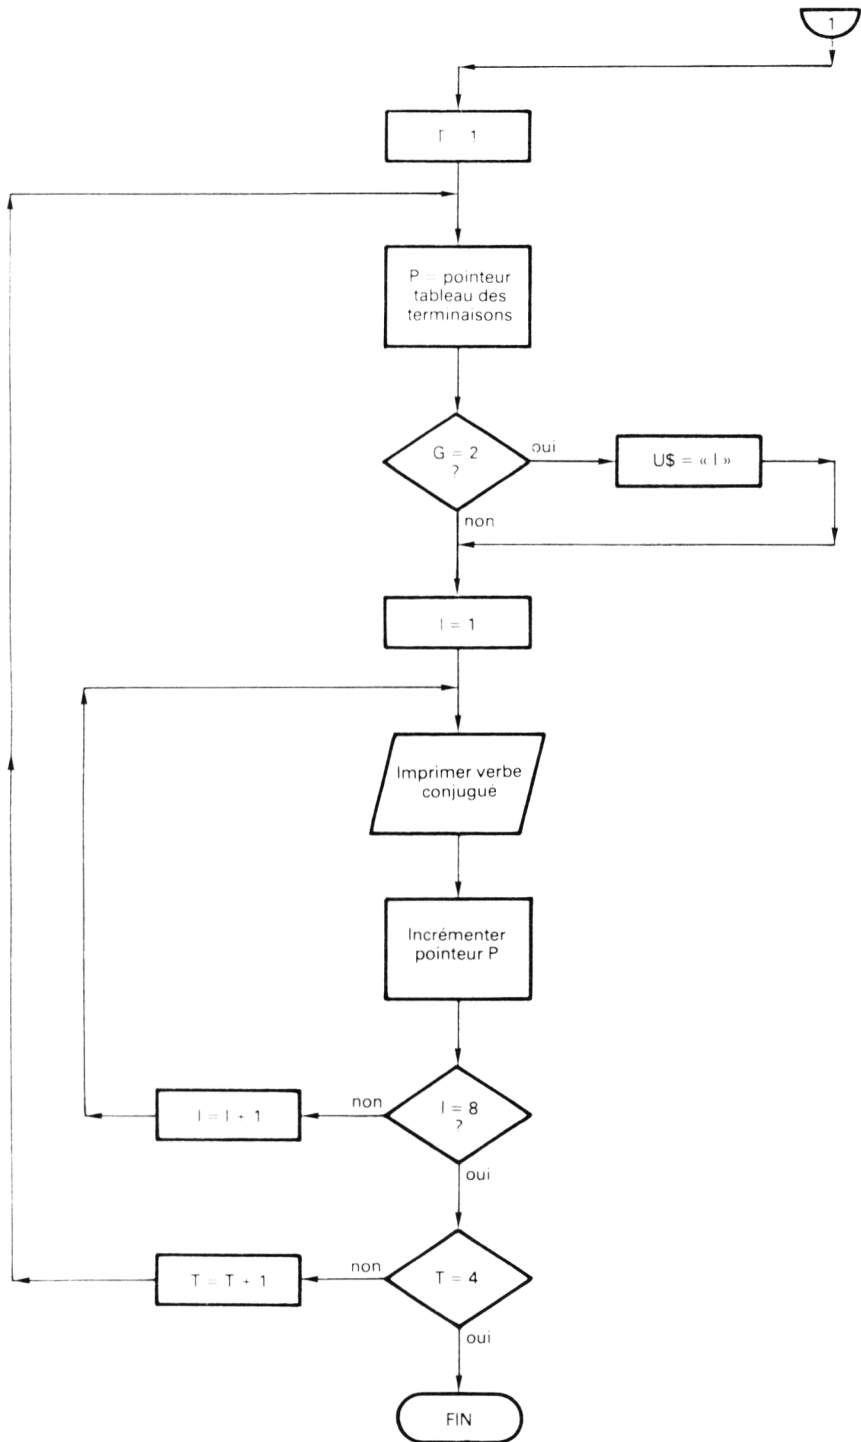 1
T = 1
P = pointeur
tableau des
terminaisons
G = 2
?
oui
U$ = « I »
non
I = 1
Imprimer verbe
conjugué
Incrémenter
pointeur P
I = 8
?
non
I = I + 1
oui
T = 4
non
T = T + 1
oui
FIN